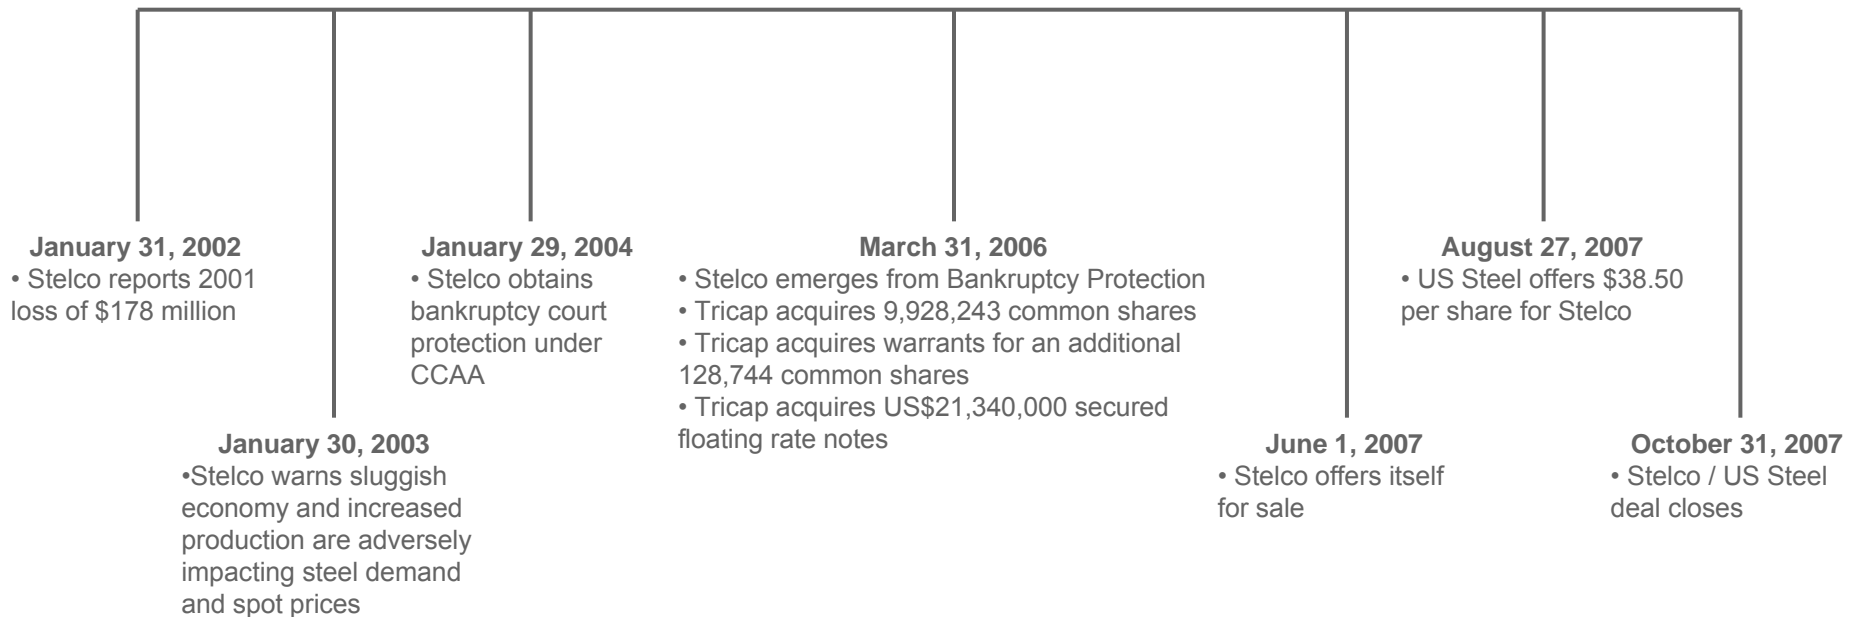 January 31, 2002
• Stelco reports 2001
loss of $178 million
January 30, 2003
•Stelco warns sluggish
economy and increased
production are adversely
impacting steel demand
and spot prices
January 29, 2004
• Stelco obtains
bankruptcy court
protection under
CCAA
March 31, 2006
• Stelco emerges from Bankruptcy Protection
• Tricap acquires 9,928,243 common shares
• Tricap acquires warrants for an additional
128,744 common shares
• Tricap acquires US$21,340,000 secured
floating rate notes
June 1, 2007
• Stelco offers itself
for sale
August 27, 2007
• US Steel offers $38.50
per share for Stelco
October 31, 2007
• Stelco / US Steel
deal closes